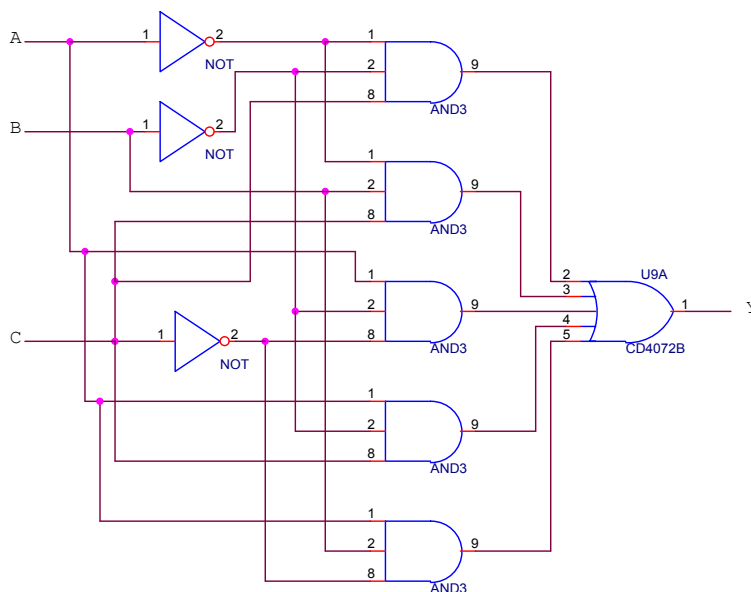 A 1 2 NOT 1 2 8 9 AND3
B 1 2 NOT
1 2 8 9 AND3
U9A
1 2 8 9 AND3 2 3 4 5 1 Y
CD4072B
C 1 2 NOT
1 2 8 9 AND3
1 2 8 9 AND3